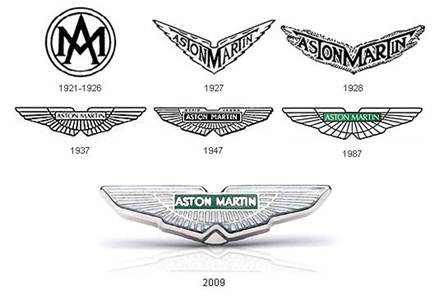 AM
ASTON MARTIN
ASTON MARTIN
1921-1926
1927
1928
ASTON MARTIN
ASTON MARTIN
ASTON MARTIN
1937
1947
1987
ASTON MARTIN
2009